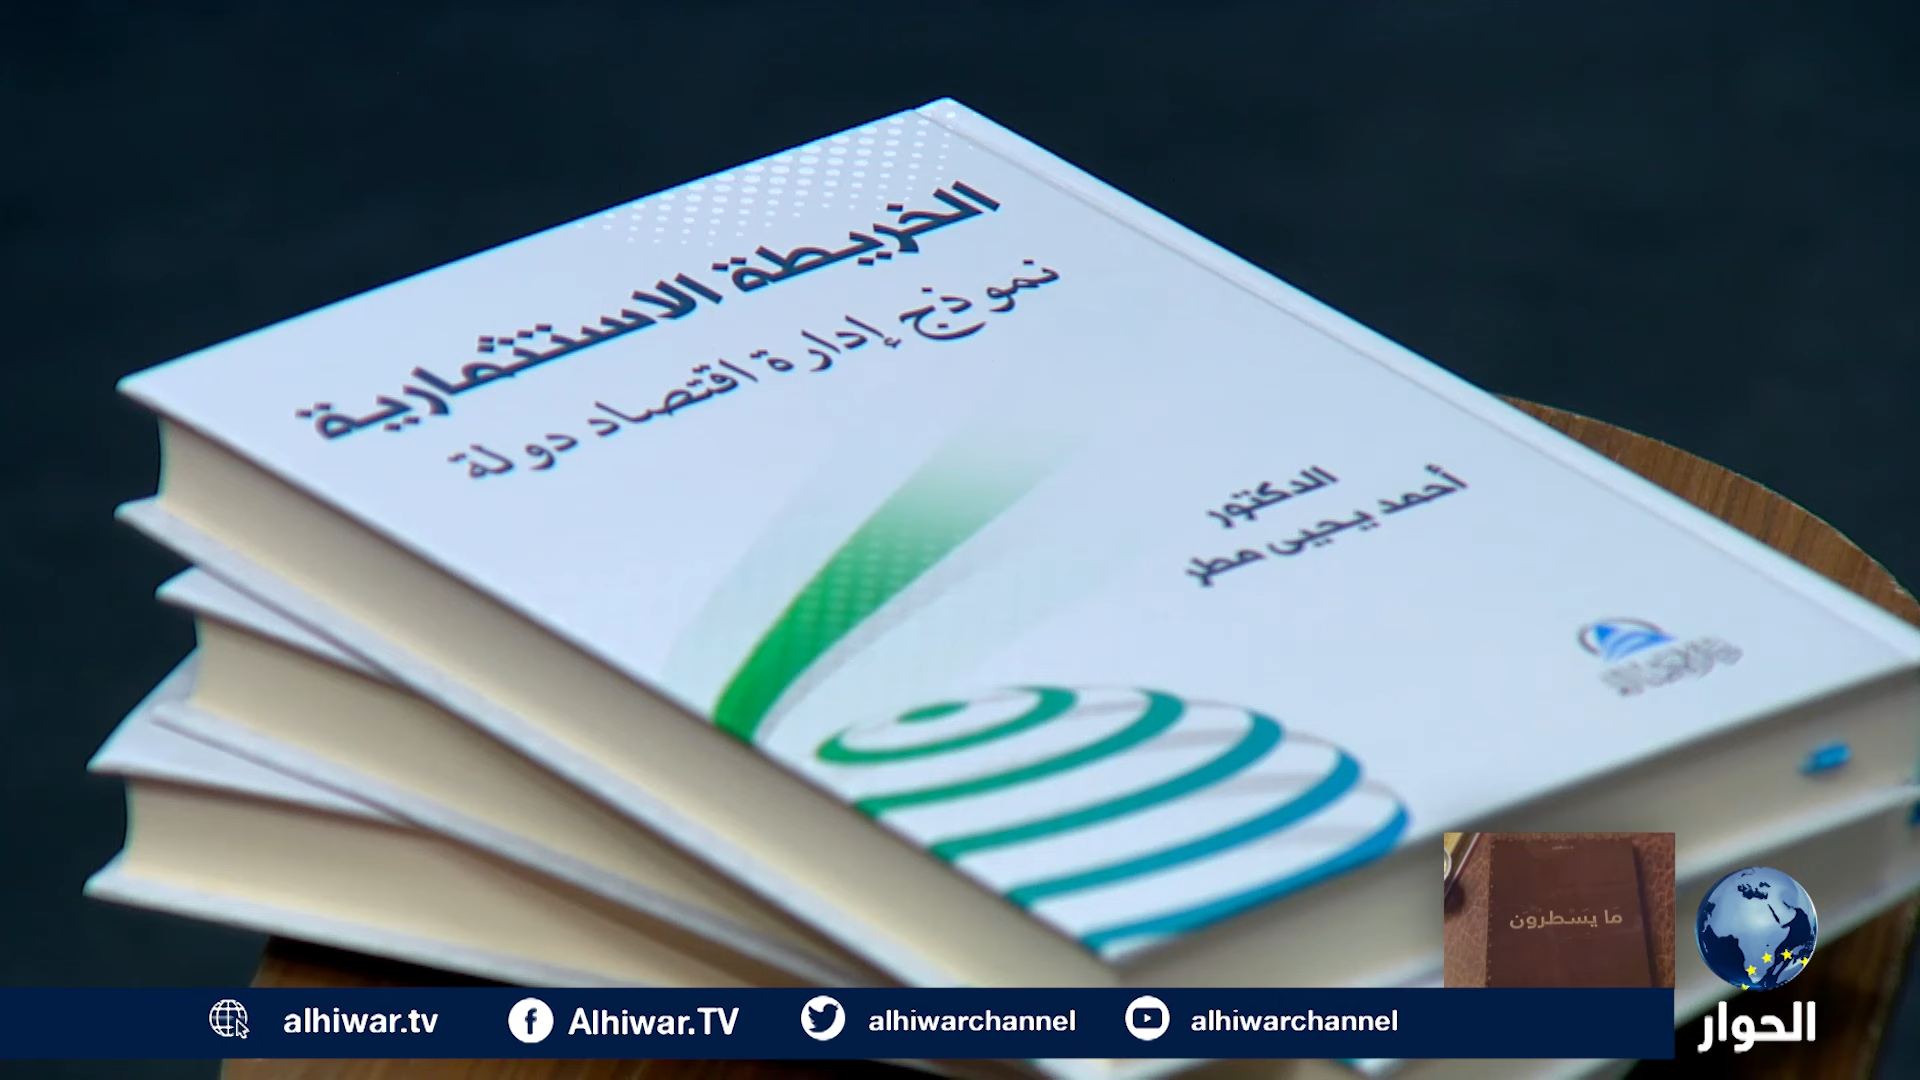 الخريطة الاستثمارية
نموذج إدارة اقتصاد دولة
الدكتور
أحمد يحيى مطر
ما يسطرون
الحوار
alhiwar.tv
Alhiwar.TV
alhiwarchannel
alhiwarchannel